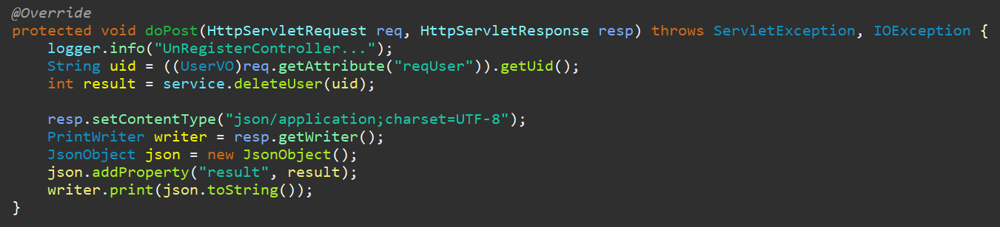 @Override
protected void doPost(HttpServletRequest req, HttpServletResponse resp) throws ServletException, IOException {
    logger.info("UnRegisterController...");
    String uid = ((UserVO)req.getAttribute("reqUser")).getUid();
    int result = service.deleteUser(uid);

    resp.setContentType("json/application;charset=UTF-8");
    PrintWriter writer = resp.getWriter();
    JsonObject json = new JsonObject();
    json.addProperty("result", result);
    writer.print(json.toString());
}